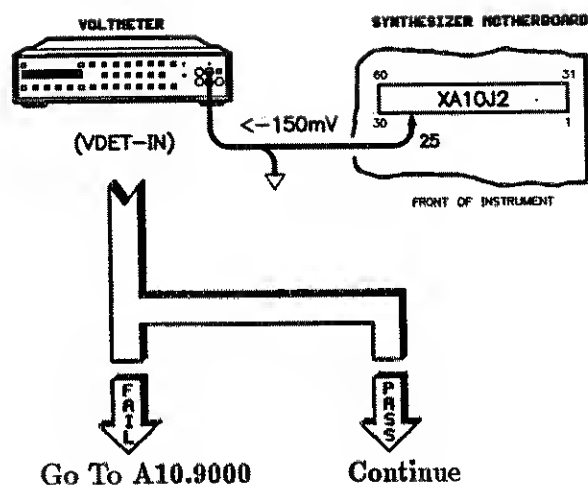 VOLTMETER
SYNTHESIZER MOTHERBOARD
60 31
XA10J2
30 1
<-150mV
25
(VDET-IN)
FRONT OF INSTRUMENT
FAIL
PASS
Go To A10.9000
Continue